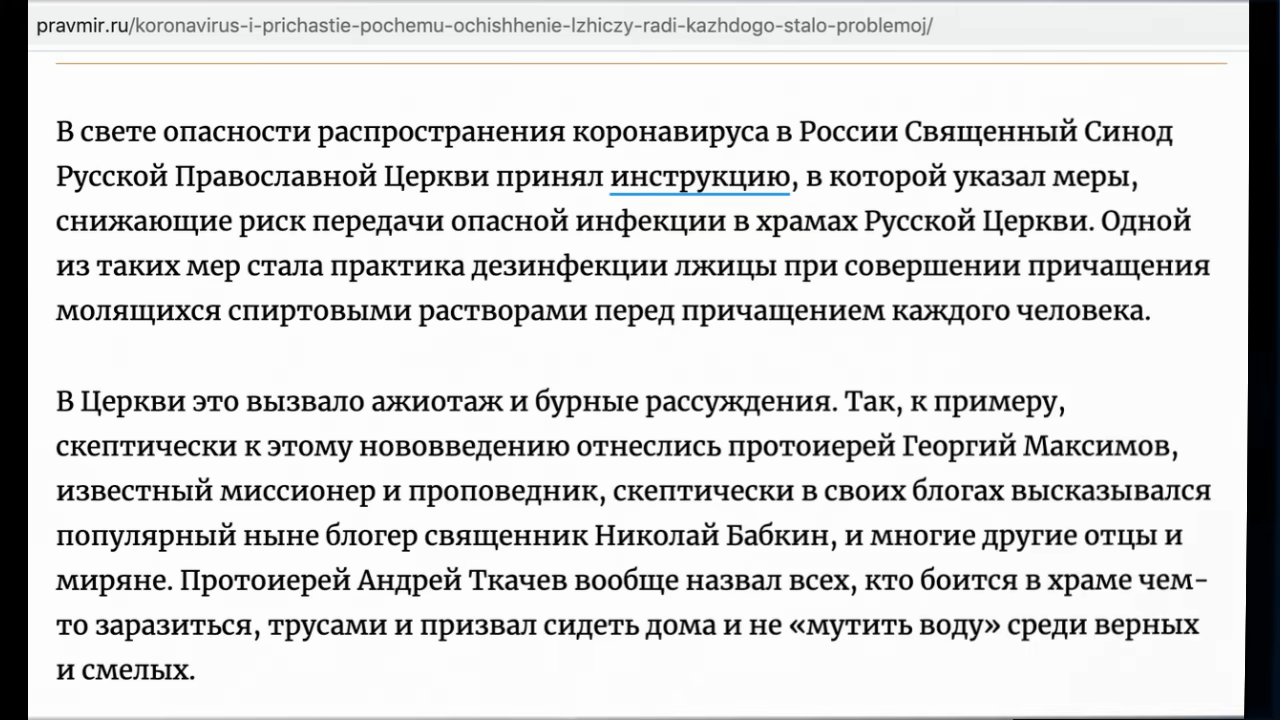 pravmir.ru/koronavirus-i-prichastie-pochemu-ochishhenie-lzhiczy-radi-kazhdogo-stalo-problemoj/
В свете опасности распространения коронавируса в России Священный Синод
Русской Православной Церкви принял инструкцию, в которой указал меры,
снижающие риск передачи опасной инфекции в храмах Русской Церкви. Одной
из таких мер стала практика дезинфекции лжицы при совершении причащения
молящихся спиртовыми растворами перед причащением каждого человека.
В Церкви это вызвало ажиотаж и бурные рассуждения. Так, к примеру,
скептически к этому нововведению отнеслись протоиерей Георгий Максимов,
известный миссионер и проповедник, скептически в своих блогах высказывался
популярный ныне блогер священник Николай Бабкин, и многие другие отцы и
миряне. Протоиерей Андрей Ткачев вообще назвал всех, кто боится в храме чем-
то заразиться, трусами и призвал сидеть дома и не «мутить воду» среди верных
и смелых.